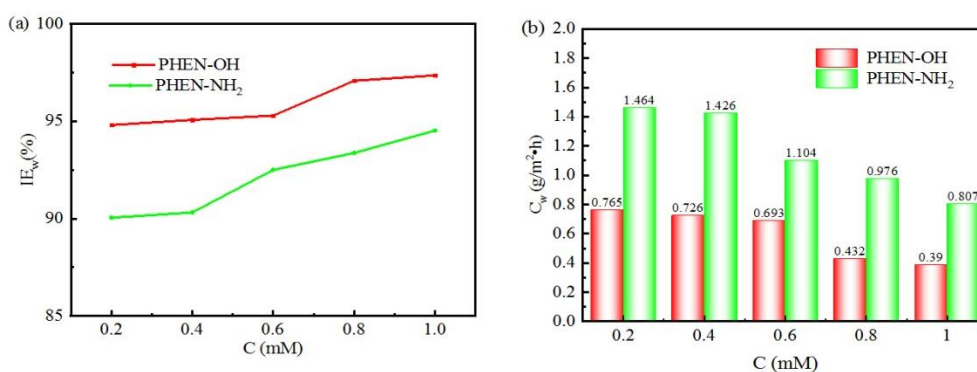 (a)
100
95
90
85
IEw(%)
PHEN-OH
PHEN-NH2
0.2 0.4 0.6 0.8 1.0
C (mM)
(b)
2.0
1.8
1.6
1.4
1.2
1.0
0.8
0.6
0.4
0.2
0.0
Cw (g/m²•h)
PHEN-OH
PHEN-NH2
1.464
1.426
1.104
0.976
0.807
0.765
0.726
0.693
0.432
0.39
0.2 0.4 0.6 0.8 1
C (mM)